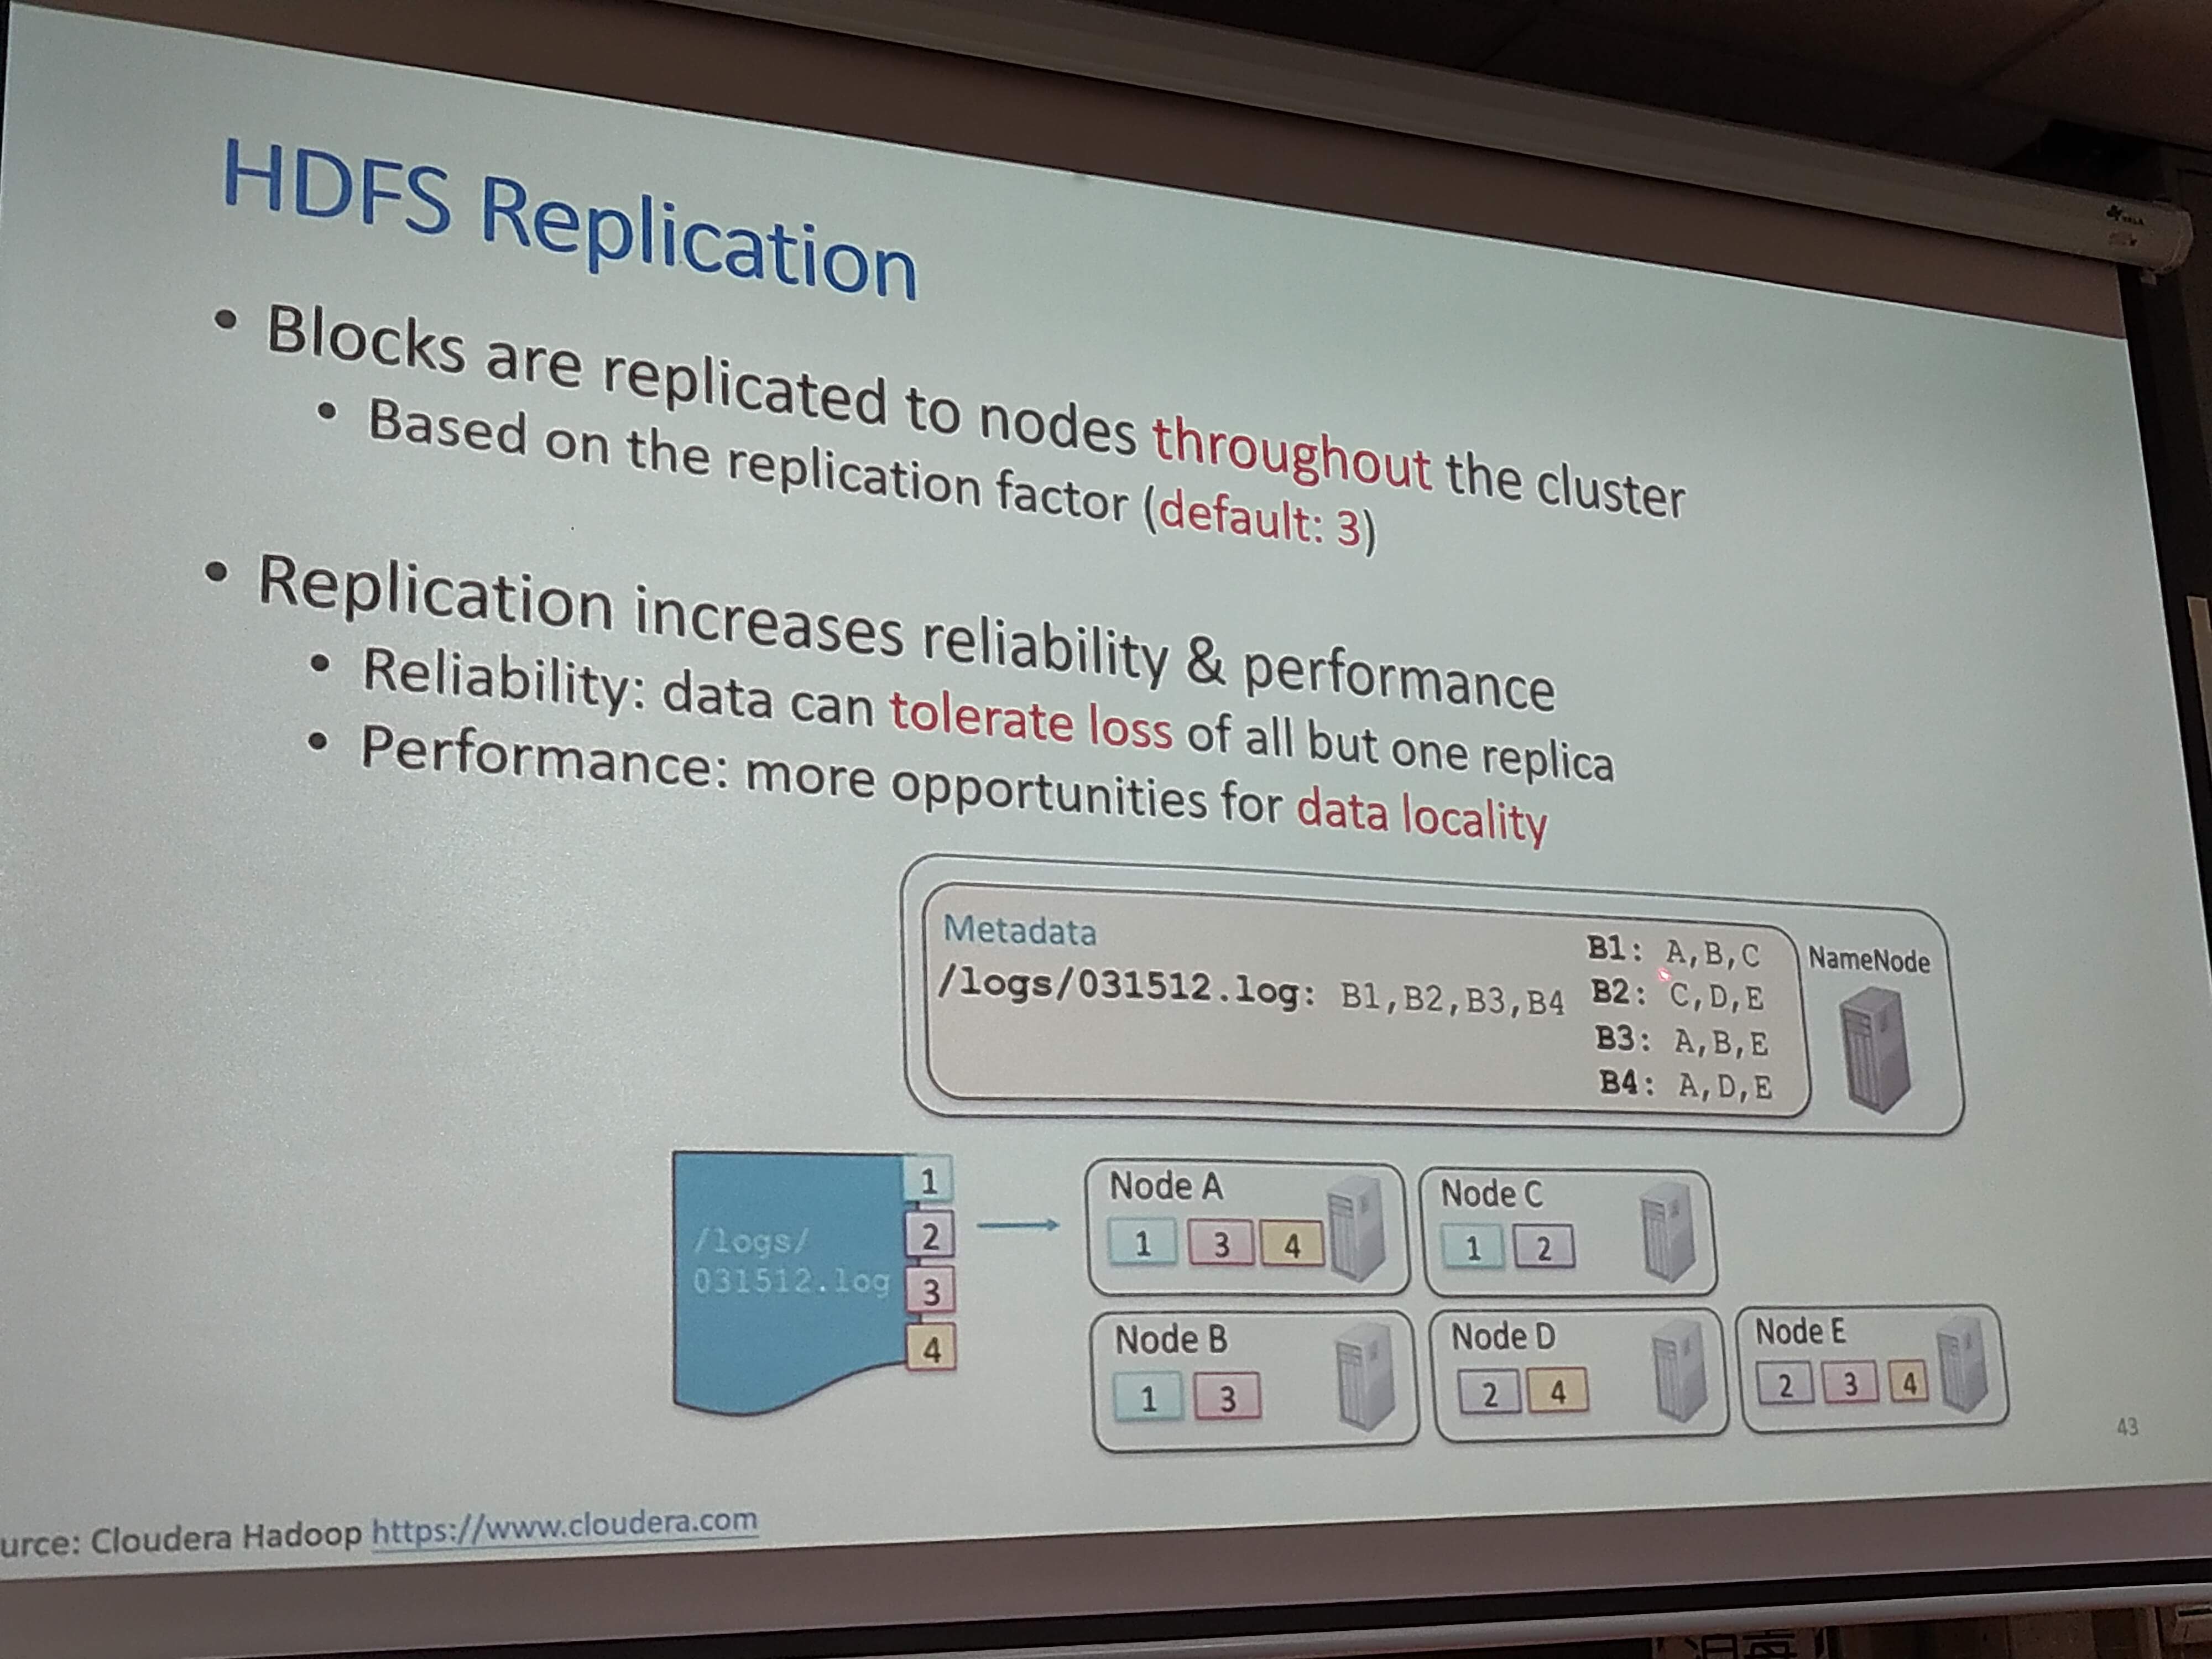 HDFS Replication
• Blocks are replicated to nodes throughout the cluster
• Based on the replication factor (default: 3)
• Replication increases reliability & performance
• Reliability: data can tolerate loss of all but one replica
• Performance: more opportunities for data locality
Metadata
/logs/031512.log: B1,B2,B3,B4
B1: A,B,C
B2: C,D,E
B3: A,B,E
B4: A,D,E
NameNode
/logs/
031512.log
1
2
3
4
Node A
1 3 4
Node C
1 2
Node B
1 3
Node D
2 4
Node E
2 3 4
43
urce: Cloudera Hadoop https://www.cloudera.com